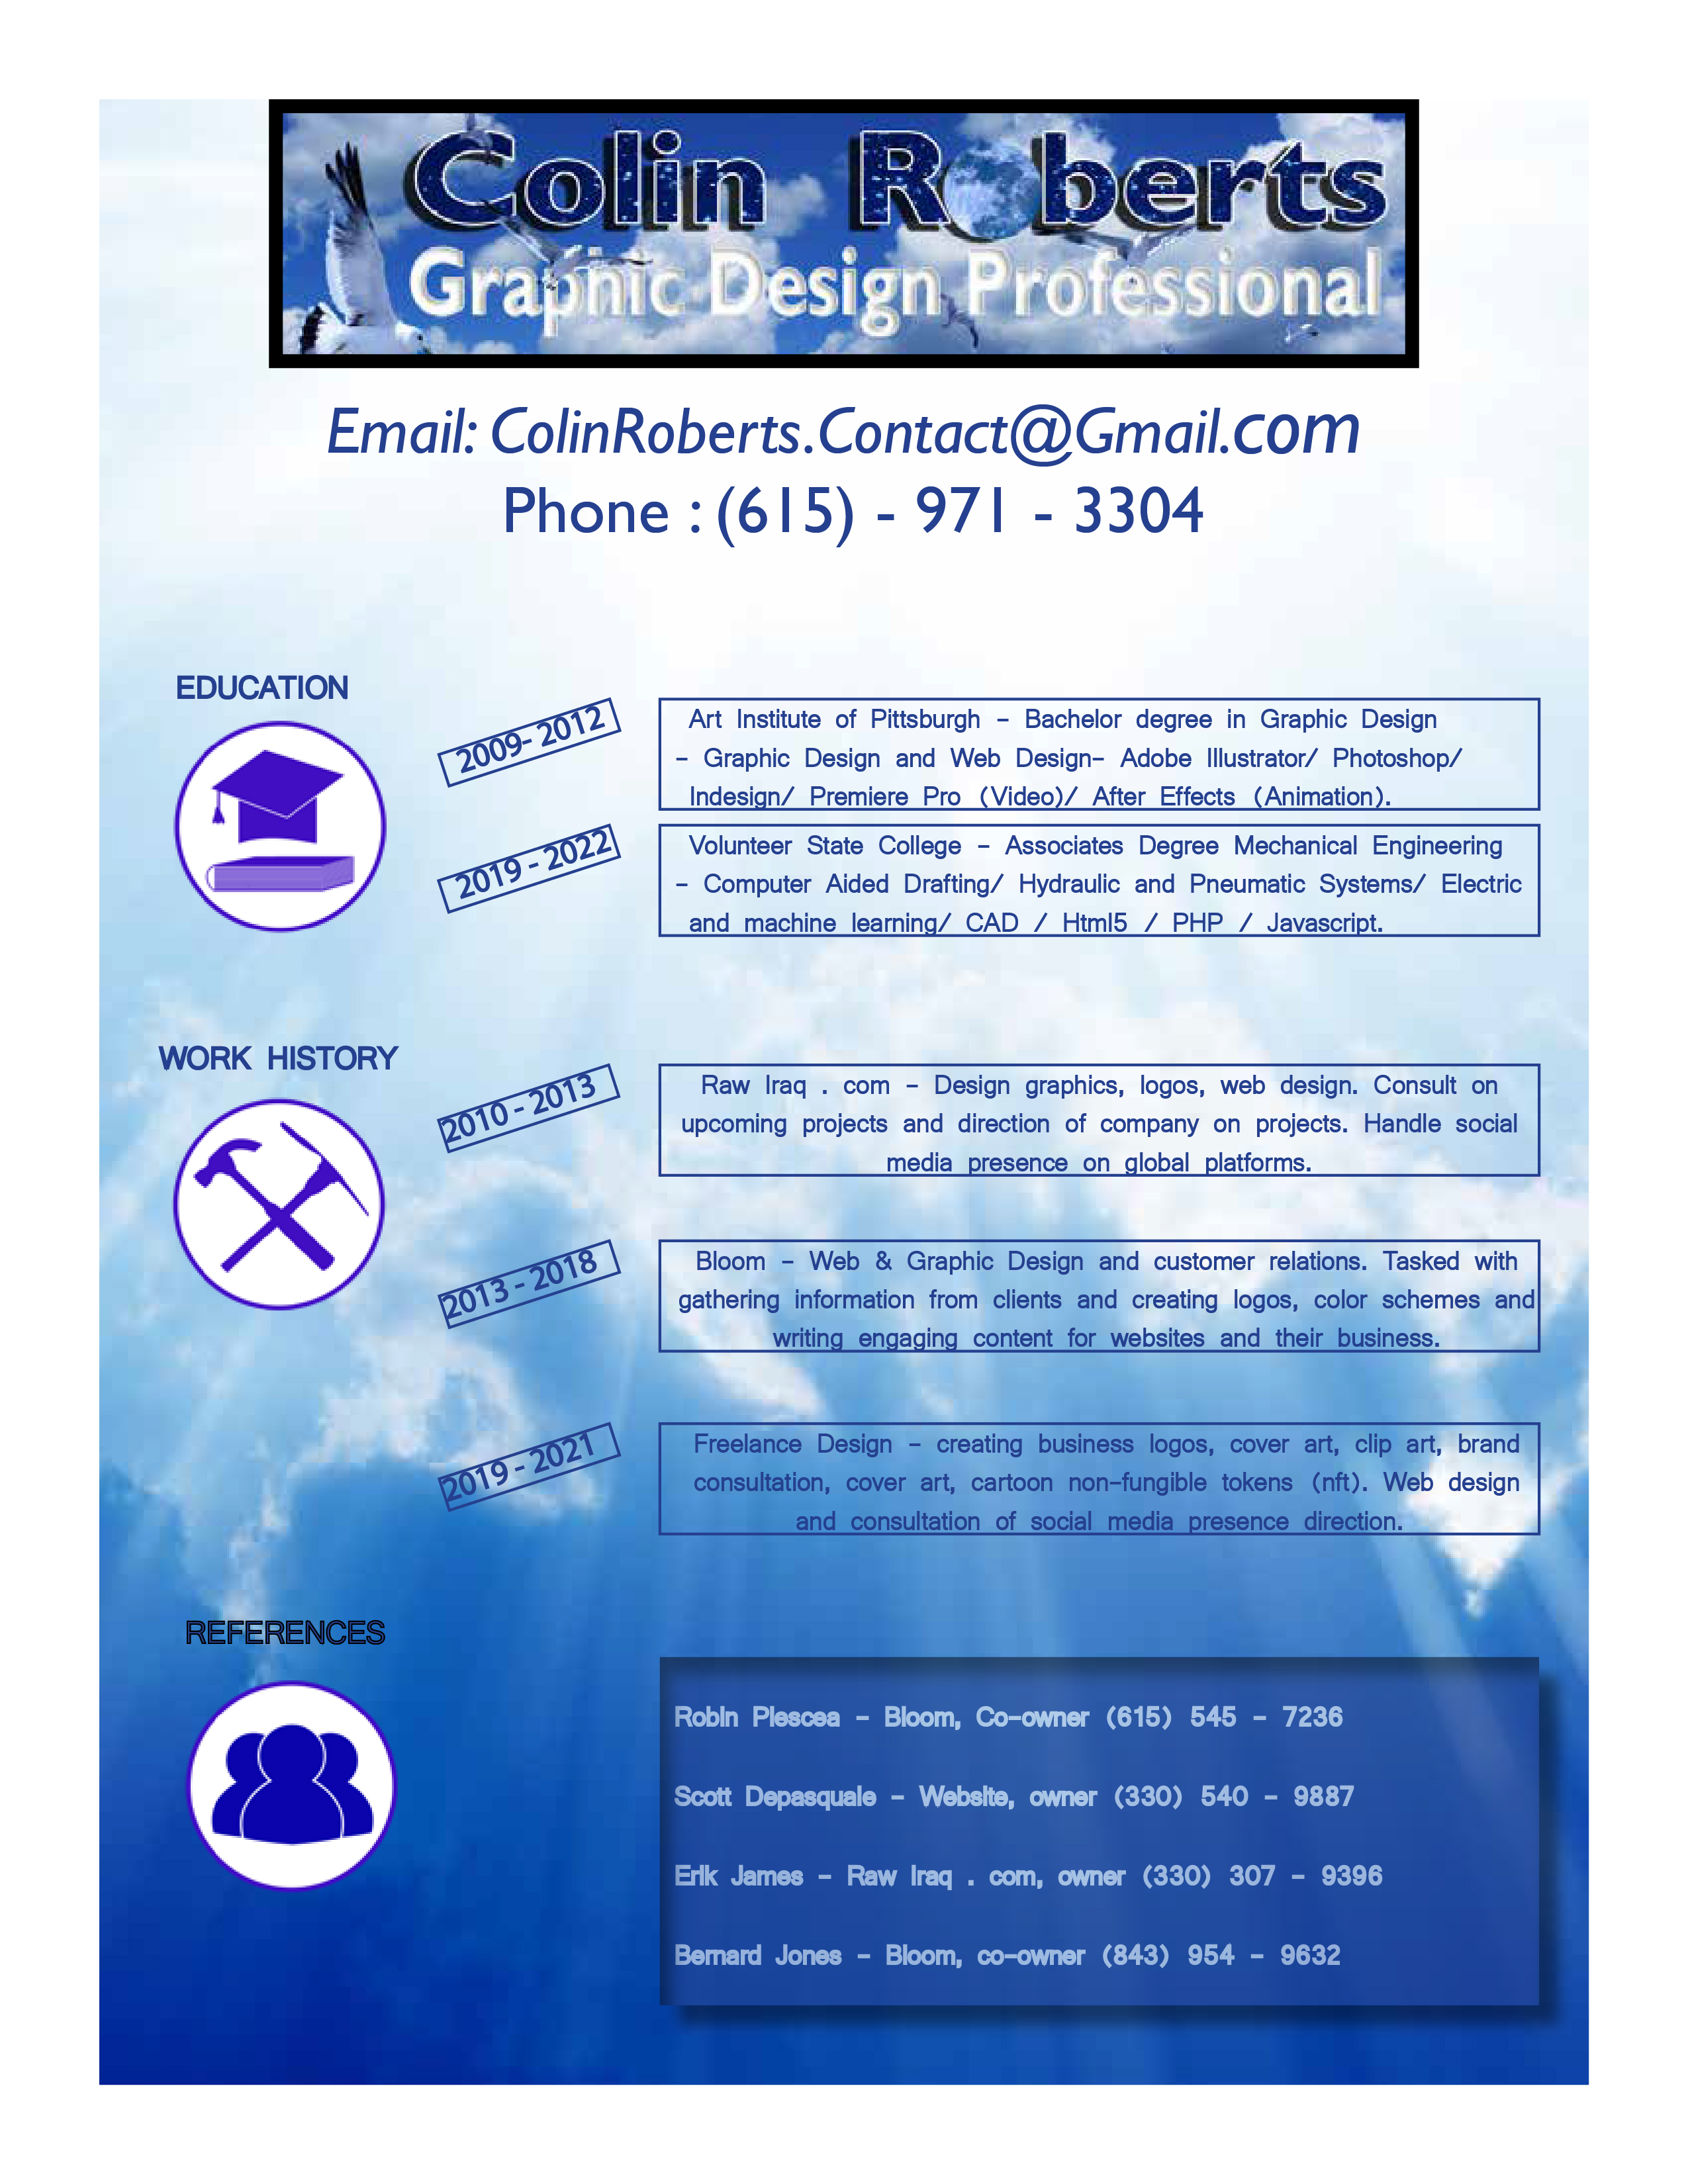 Colin Roberts
Graphic Design Professional
Email: ColinRoberts.Contact@Gmail.com
Phone : (615) - 971 - 3304
EDUCATION
2009- 2012
Art Institute of Pittsburgh - Bachelor degree in Graphic Design
- Graphic Design and Web Design- Adobe Illustrator/ Photoshop/
Indesign/ Premiere Pro (Video)/ After Effects (Animation).
2019 - 2022
Volunteer State College - Associates Degree Mechanical Engineering
- Computer Aided Drafting/ Hydraulic and Pneumatic Systems/ Electric
and machine learning/ CAD / Html5 / PHP / Javascript.
WORK HISTORY
2010 - 2013
Raw Iraq . com - Design graphics, logos, web design. Consult on
upcoming projects and direction of company on projects. Handle social
media presence on global platforms.
2013 - 2018
Bloom - Web & Graphic Design and customer relations. Tasked with
gathering information from clients and creating logos, color schemes and
writing engaging content for websites and their business.
2019 - 2021
Freelance Design - creating business logos, cover art, clip art, brand
consultation, cover art, cartoon non-fungible tokens (nft). Web design
and consultation of social media presence direction.
REFERENCES
Robin Plescea - Bloom, Co-owner (615) 545 - 7236
Scott Depasquale - Website, owner (330) 540 - 9887
Erik James - Raw Iraq . com, owner (330) 307 - 9396
Bernard Jones - Bloom, co-owner (843) 954 - 9632